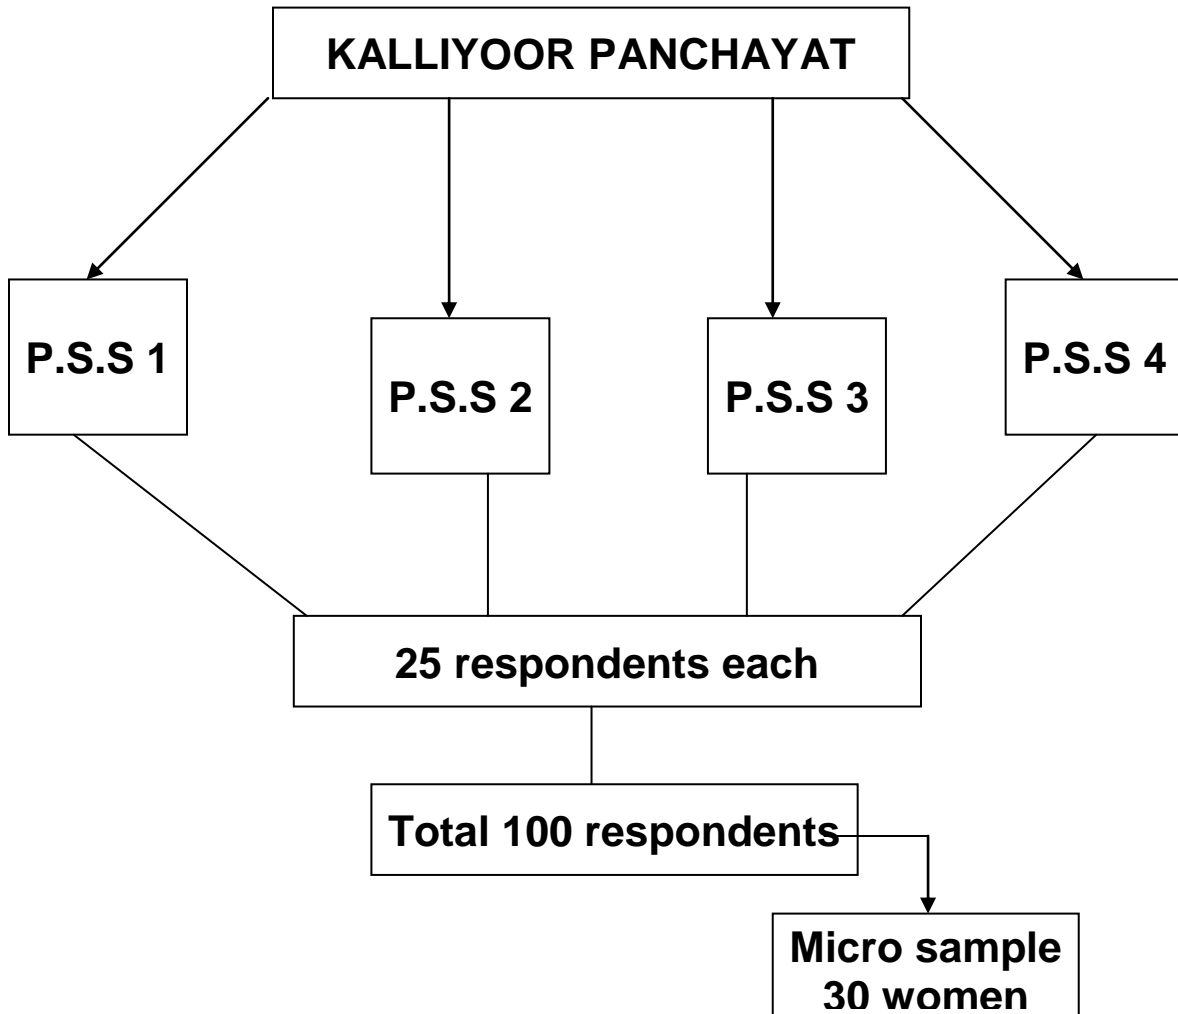 KALLIYOOR PANCHAYAT
P.S.S 1
P.S.S 2
P.S.S 3
P.S.S 4
25 respondents each
Total 100 respondents
Micro sample
30 women